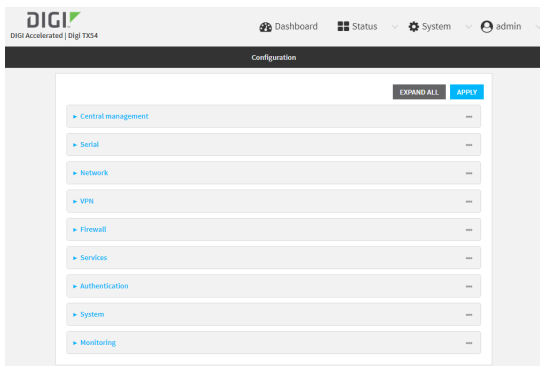 DIGI
DIGI Accelerated | Digi TX54
Dashboard Status System admin
Configuration
EXPAND ALL APPLY
Central management
Serial
Network
VPN
Firewall
Services
Authentication
System
Monitoring